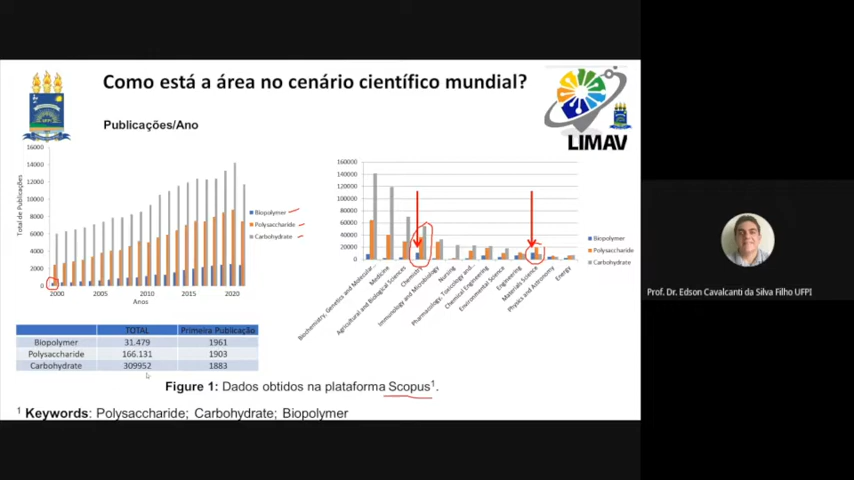 Como está a área no cenário científico mundial?
LIMAV
Publicações/Ano
Total de Publicações
16000
14000
12000
10000
8000
6000
4000
2000
0
2000
2005
2010
2015
2020
Anos
Biopolymer
Polysaccharide
Carbohydrate
160000
140000
120000
100000
80000
60000
40000
20000
0
Biochemistry, Genetics and Molecular...
Medicine
Agricultural and Biological Sciences
Chemistry
Immunology and Microbiology
Nursing
Pharmacology, Toxicology and...
Chemical Engineering
Environmental Science
Engineering
Materials Science
Physics and Astronomy
Energy
Biopolymer
Polysaccharide
Carbohydrate
TOTAL Primeira Publicação
Biopolymer 31.479 1961
Polysaccharide 166.131 1903
Carbohydrate 309952 1883
Figure 1: Dados obtidos na plataforma Scopus¹.
¹ Keywords: Polysaccharide; Carbohydrate; Biopolymer
Prof. Dr. Edson Cavalcanti da Silva Filho UFPI